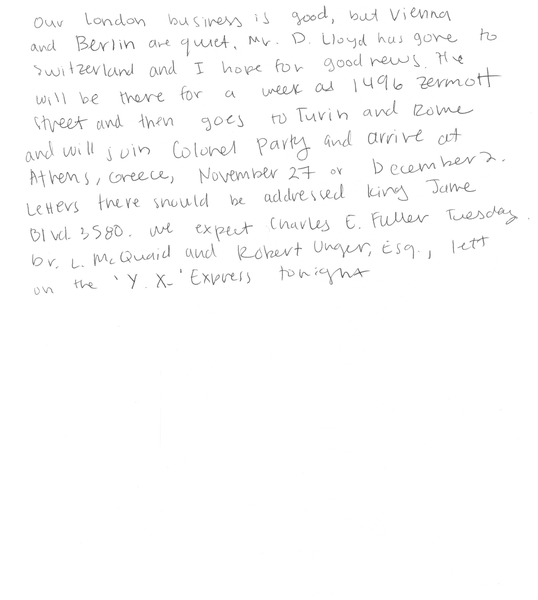 Our London business is good, but Vienna
and Berlin are quiet. Mr. D. Lloyd has gone to
Switzerland and I hope for good news. He
will be there for a week at 1496 Zermott
Street and then goes to Turin and Rome
and will join Colonel Party and arrive at
Athens, Greece, November 27 or December 2.
Letters there should be addressed King Jame
Blvd. 3580. We expect Charles E. Fuller Tuesday.
Dr. L. McQuaid and Robert Unger, Esq., left
on the 'Y. X.' Express tonight